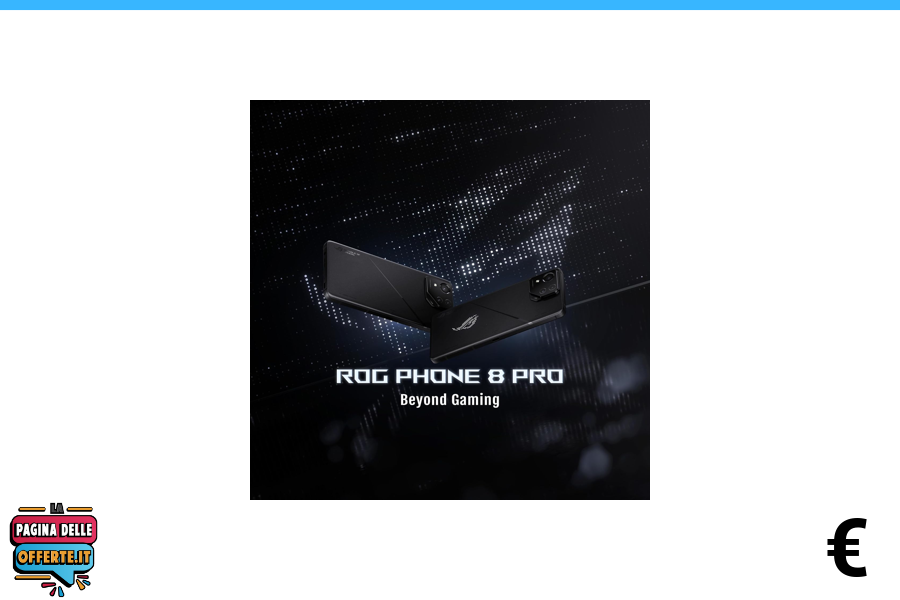 ROG PHONE 8 PRO
Beyond Gaming
LA
PAGINA DELLE
OFFERTE.IT
€